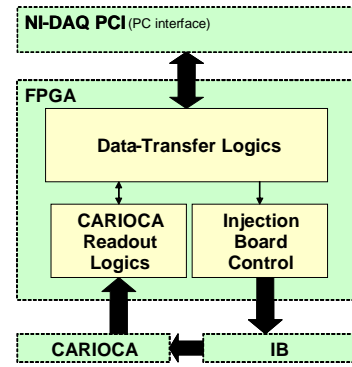 NI-DAQ PCI (PC interface)
FPGA
Data-Transfer Logics
CARIOCA
Readout
Logics
Injection
Board
Control
CARIOCA
IB